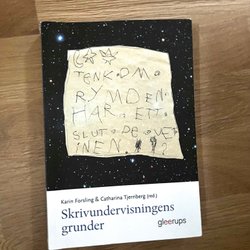 TENK•OM•
RYMDEN•
HAR•ETT
SLUT•DE•VET
INEN•!!?
Karin Forsling & Catharina Tjernberg (red.)
Skrivundervisningens
grunder
gleerups